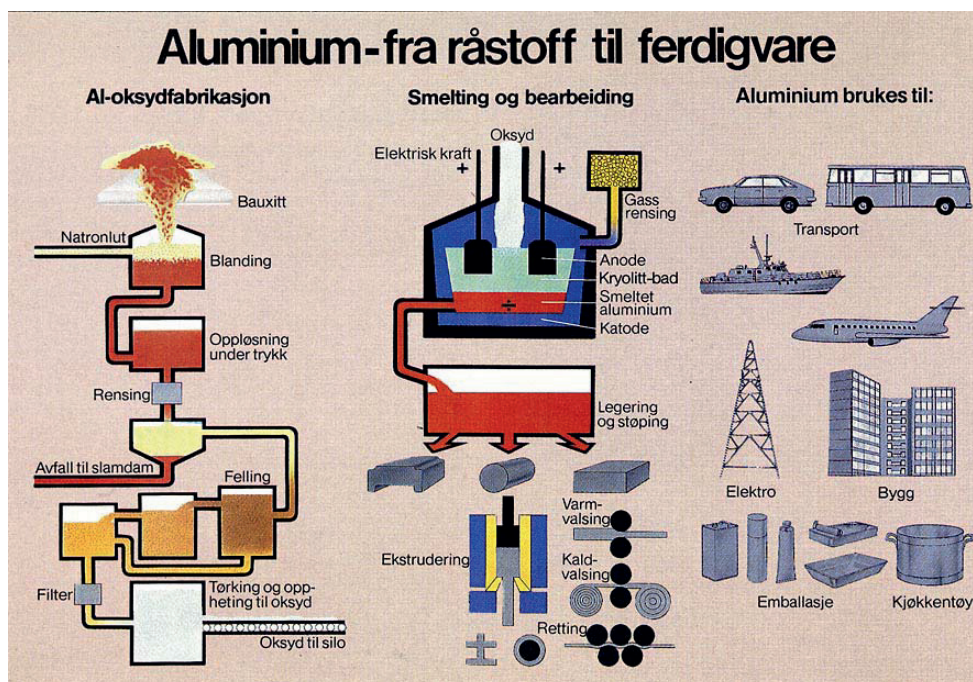 Aluminium-fra råstoff til ferdigvare
Al-oksydfabrikasjon
Bauxitt
Natronlut
Blanding
Oppløsning
under trykk
Rensing
Avfall til slamdam
Felling
Filter
Tørking og opp-
heting til oksyd
Oksyd til silo
Smelting og bearbeiding
Oksyd
Elektrisk kraft
+
+
Gass
rensing
Anode
Kryolitt-bad
Smeltet
aluminium
÷
Katode
Legering
og støping
Ekstrudering
Varm-
valsing
Kald-
valsing
Retting
Aluminium brukes til:
Transport
Elektro
Bygg
Emballasje
Kjøkkentøy